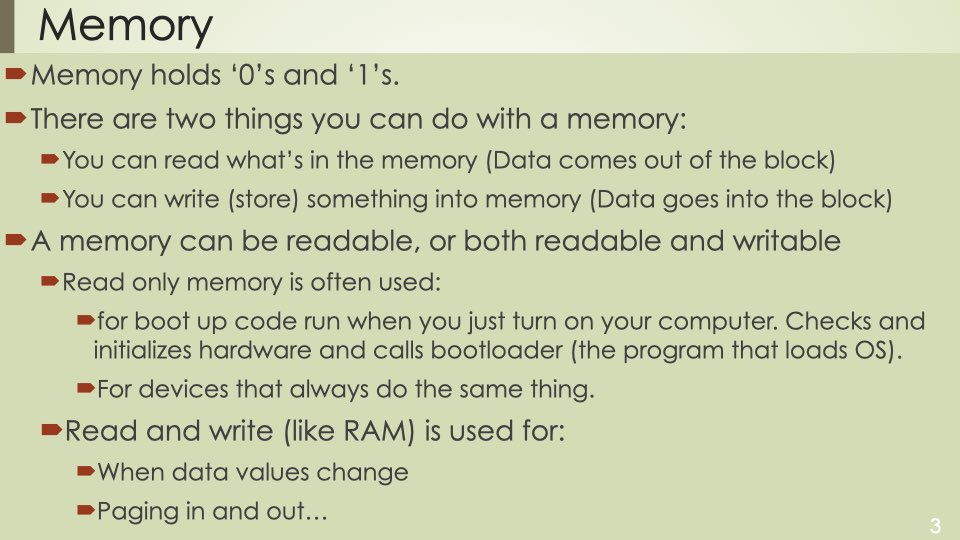 Memory
Memory holds ‘0’s and ‘1’s.
There are two things you can do with a memory:
You can read what’s in the memory (Data comes out of the block)
You can write (store) something into memory (Data goes into the block)
A memory can be readable, or both readable and writable
Read only memory is often used:
for boot up code run when you just turn on your computer. Checks and
initializes hardware and calls bootloader (the program that loads OS).
For devices that always do the same thing.
Read and write (like RAM) is used for:
When data values change
Paging in and out…
3